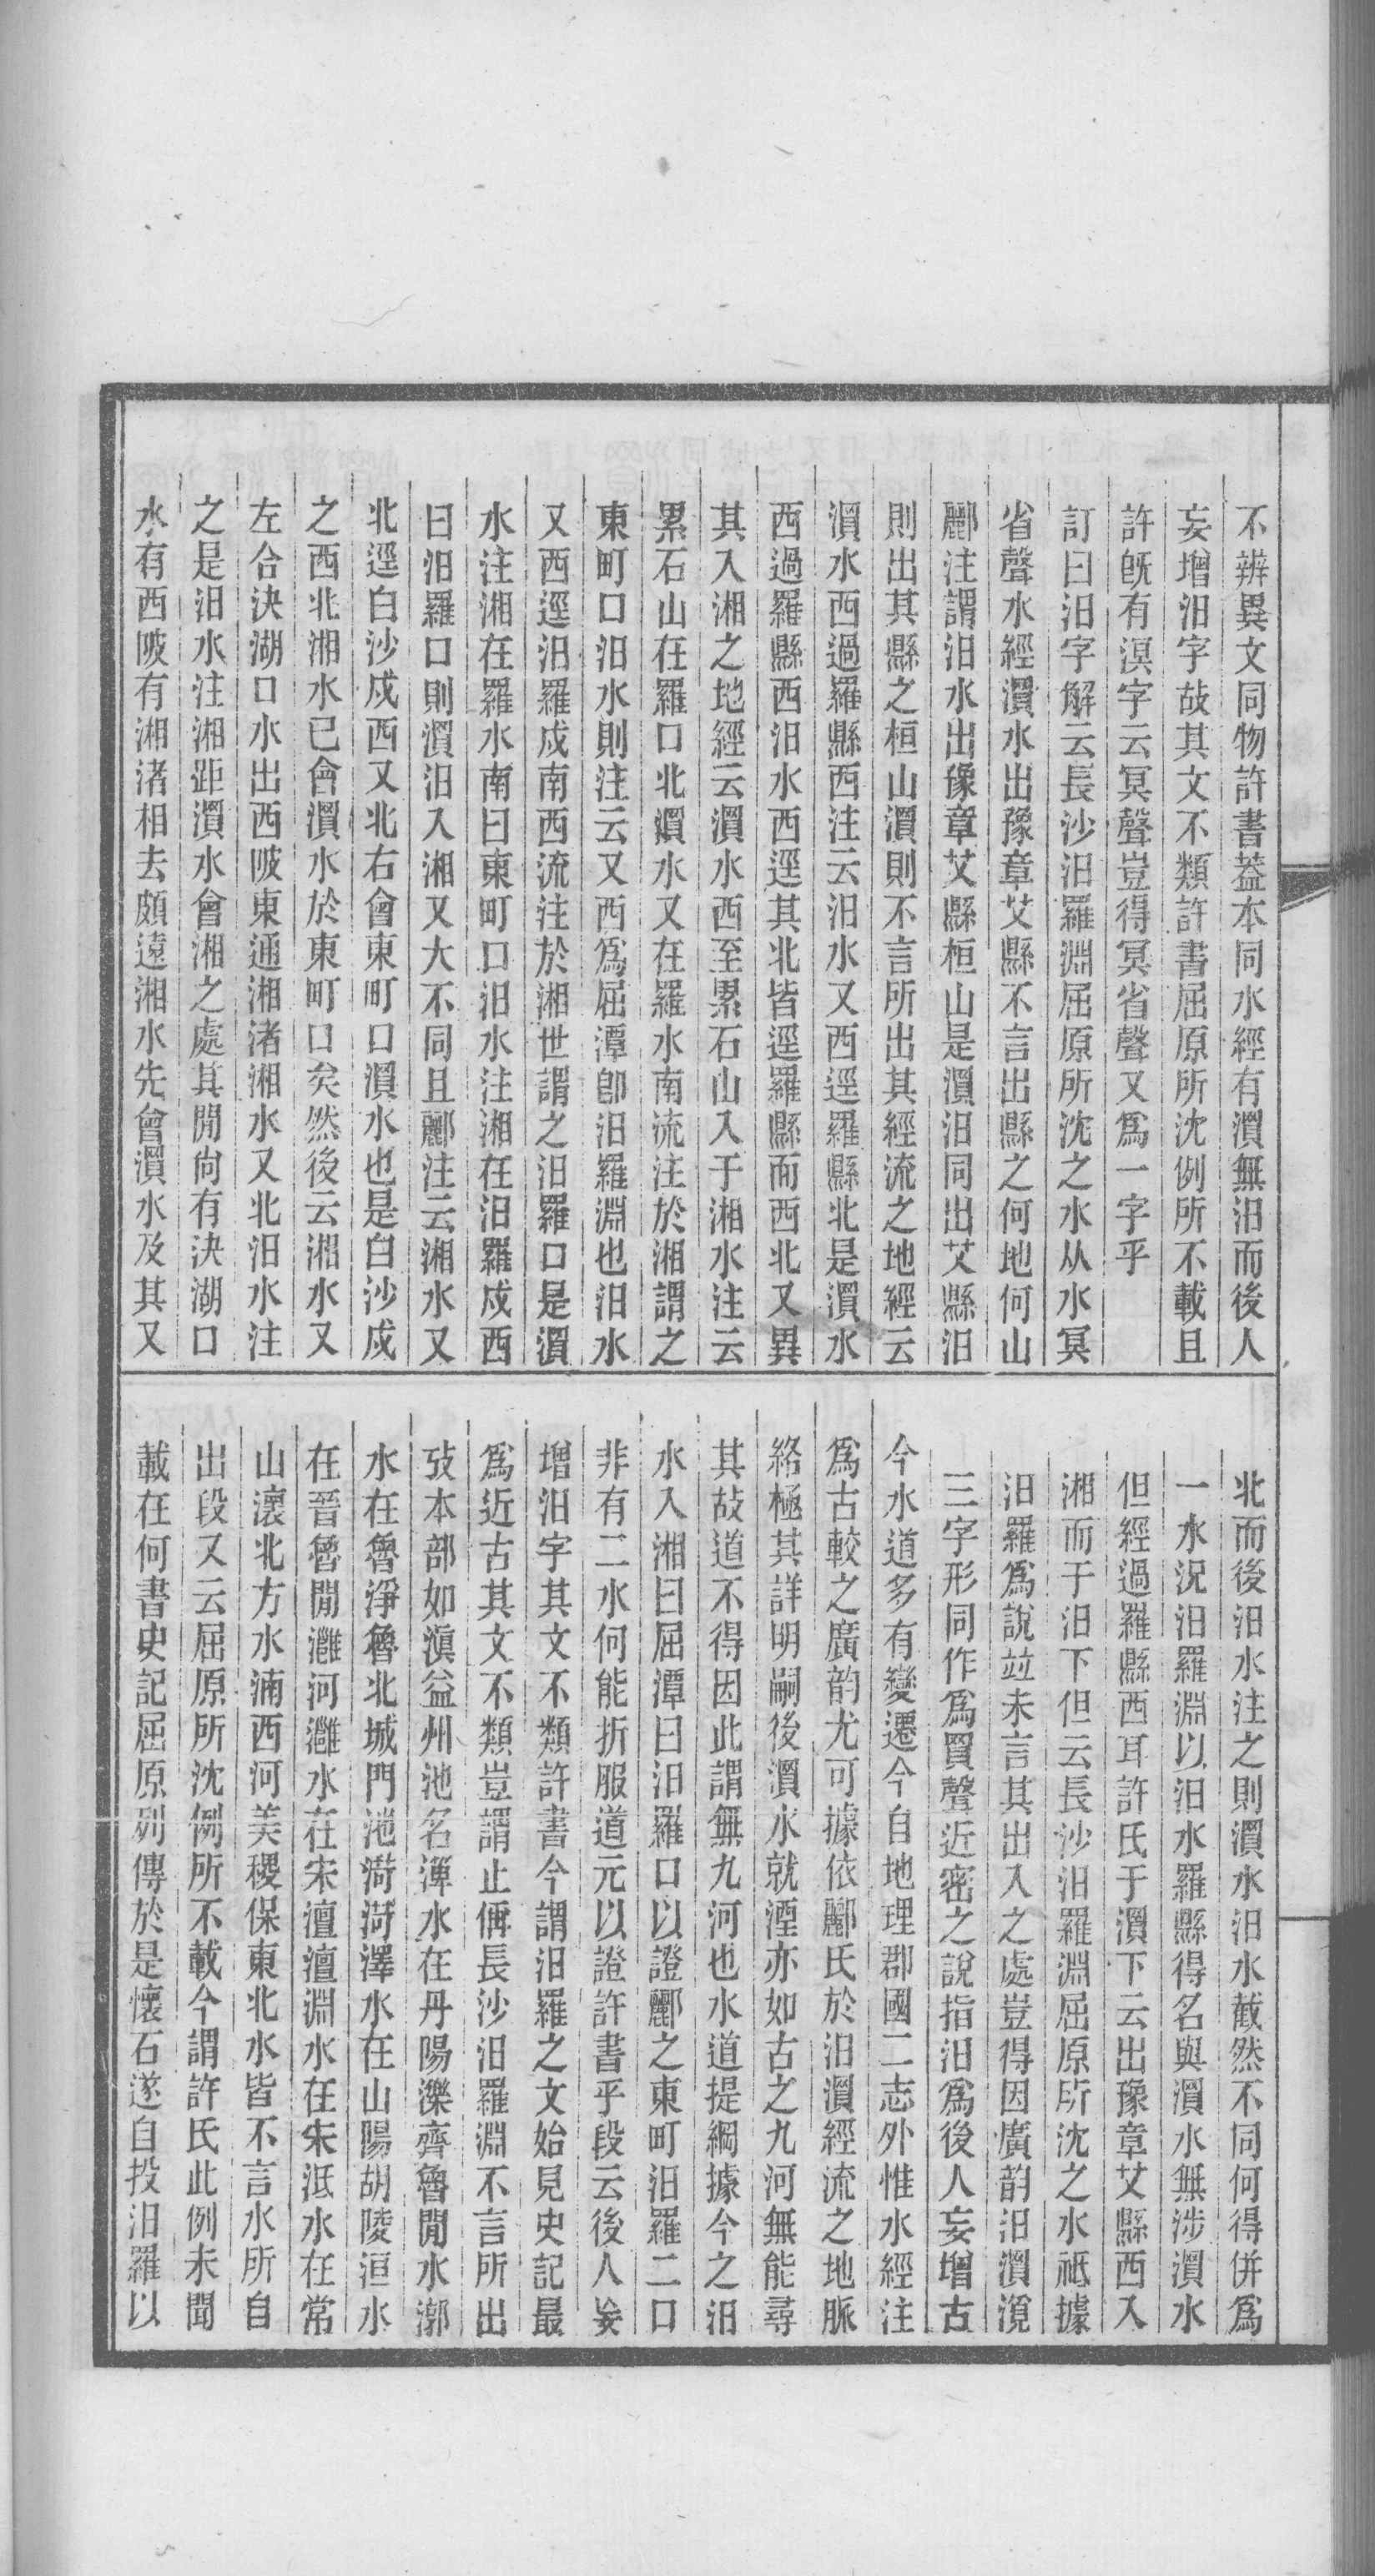 不辨異文同物許書葢本同水經有潣無汨而後人
妄增汨字故其文不類許書屈原所沈例所不載且
許旣有溟字云冥聲豈得冥省聲又爲一字乎
訂曰汨字解云長沙汨羅淵屈原所沈之水从水冥
省聲水經潣水出豫章艾縣不言出縣之何地何山
酈注謂汨水出豫章艾縣桓山是潣汨同出艾縣汨
則出其縣之桓山潣則不言所出其經流之地經云
潣水西過羅縣西注云汨水又西逕羅縣北是潣水
西過羅縣西汨水西逕其北皆逕羅縣而西北又異
其入湘之地經云潣水西至累石山入于湘水注云
累石山在羅口北潣水又在羅水南流注於湘謂之
東町口汨水則注云又西爲屈潭卽汨羅淵也汨水
又西逕汨羅戍南西流注於湘世謂之汨羅口是潣
水注湘在羅水南曰東町口汨水注湘在汨羅戍西
曰汨羅口則潣汨入湘又大不同且酈注云湘水又
北逕白沙戍西又北右會東町口潣水也是白沙戍
之西北湘水已會潣水於東町口矣然後云湘水又
左合決湖口水出西陂東通湘渚湘水又北汨水注
之是汨水注湘距潣水會湘之處其閒尙有決湖口
水有西陂有湘渚相去頗遠湘水先會潣水及其又
北而後汨水注之則潣水汨水截然不同何得併爲
一水況汨羅淵以汨水羅縣得名與潣水無涉潣水
但經過羅縣西耳許氏于潣下云出豫章艾縣西入
湘而于汨下但云長沙汨羅淵屈原所沈之水祗據
汨羅爲說竝未言其出入之處豈得因廣韵汨潣湨
三字形同作爲買聲近密之說指汨爲後人妄增古
今水道多有變遷今自地理郡國二志外惟水經注
爲古較之廣韵尤可據依酈氏於汨潣經流之地脈
絡極其詳明嗣後潣水就湮亦如古之九河無能尋
其故道不得因此謂無九河也水道提綱據今之汨
水入湘曰屈潭曰汨羅口以證酈之東町汨羅二口
非有二水何能折服道元以證許書乎段云後人妄
增汨字其文不類許書今謂汨羅之文始見史記最
爲近古其文不類豈謂止偁長沙汨羅淵不言所出
攷本部如滇益州池名渾水在丹陽濼齊魯閒水漷
水在魯淨魯北城門池菏菏澤水在山陽胡陵洹水
在晉魯閒灉河灉水在宋澶澶淵水在宋泜水在常
山瀼北方水湳西河美稷保東北水皆不言水所自
出段又云屈原所沈例所不載今謂許氏此例未聞
載在何書史記屈原列傳於是懷石遂自投汨羅以